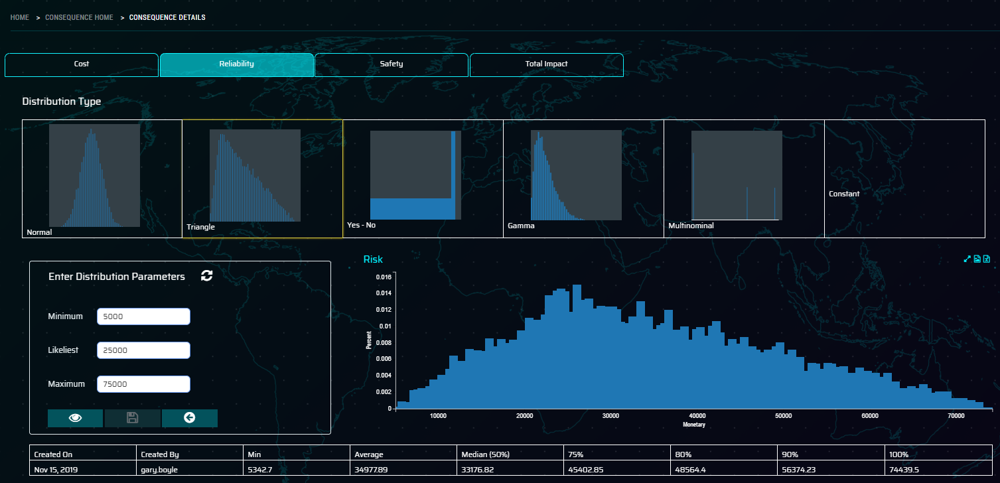 HOME > CONSEQUENCE HOME > CONSEQUENCE DETAILS
Cost Reliability Safety Total Impact
Distribution Type
Normal
Triangle
Yes - No
Gamma
Multinominal
Constant
Enter Distribution Parameters
Minimum 5000
Likeliest 25000
Maximum 75000
Risk
Percent
0.016
0.014
0.012
0.01
0.008
0.006
0.004
0.002
0
10000 20000 30000 40000 50000 60000 70000
Monetary
Created On Created By Min Average Median (50%) 75% 80% 90% 100%
Nov 15, 2019 gary.boyle 5342.7 34977.89 33176.82 45402.85 48564.4 56374.23 74439.5